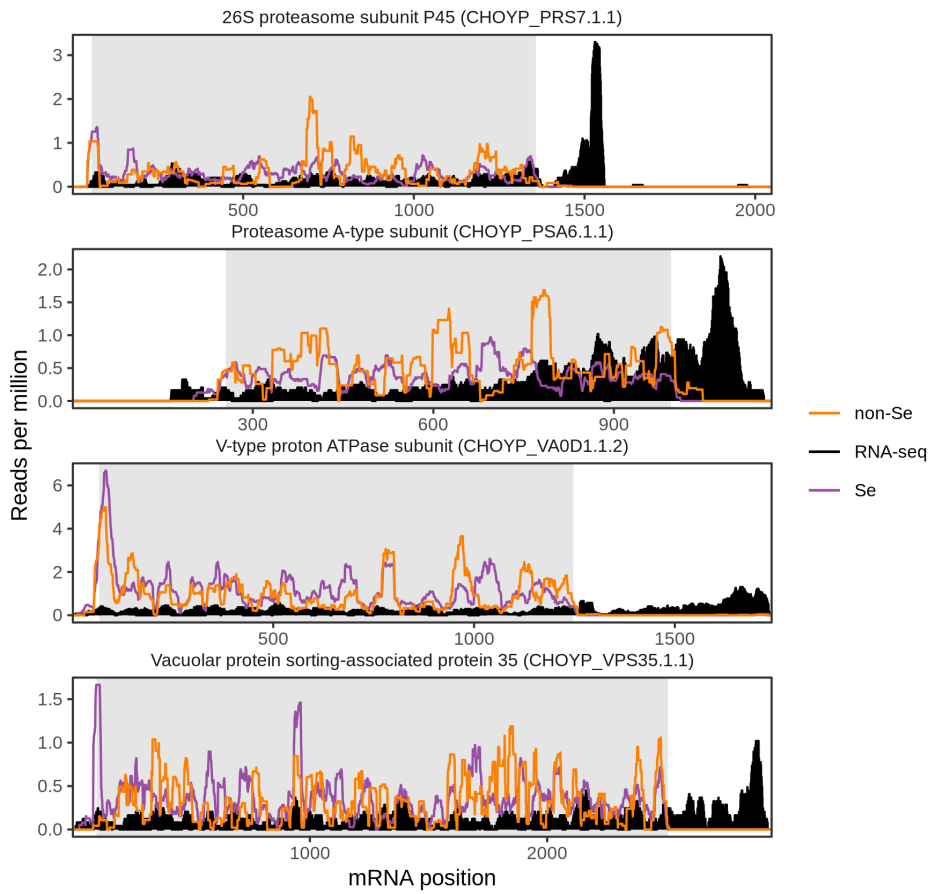 26S proteasome subunit P45 (CHOYP_PRS7.1.1)
3
2
1
0
500 1000 1500 2000
Proteasome A-type subunit (CHOYP_PSA6.1.1)
2.0
1.5
1.0
0.5
0.0
300 600 900
V-type proton ATPase subunit (CHOYP_VA0D1.1.2)
6
4
2
0
500 1000 1500
Vacuolar protein sorting-associated protein 35 (CHOYP_VPS35.1.1)
1.5
1.0
0.5
0.0
1000 2000
mRNA position
Reads per million
non-Se
RNA-seq
Se